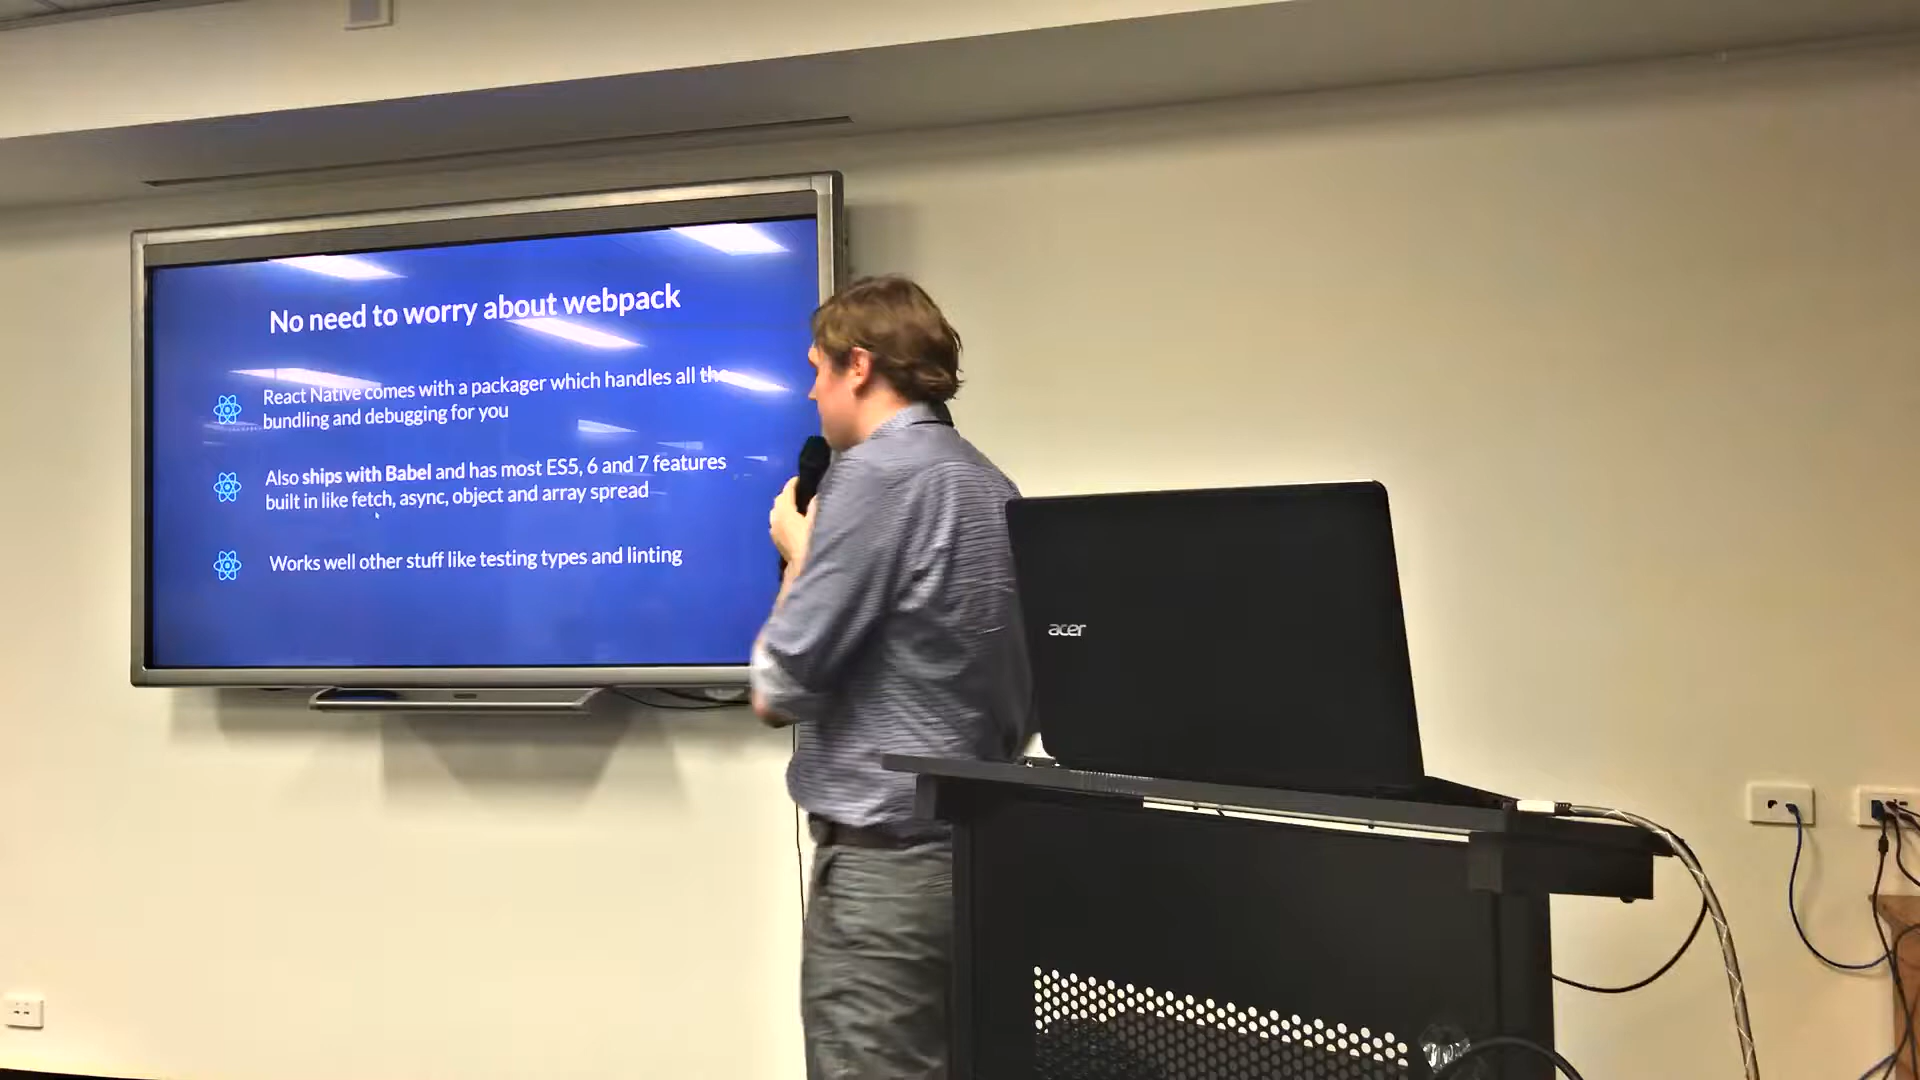 No need to worry about webpack
React Native comes with a packager which handles all the
bundling and debugging for you
Also ships with Babel and has most ES5, 6 and 7 features
built in like fetch, async, object and array spread
Works well other stuff like testing types and linting
acer